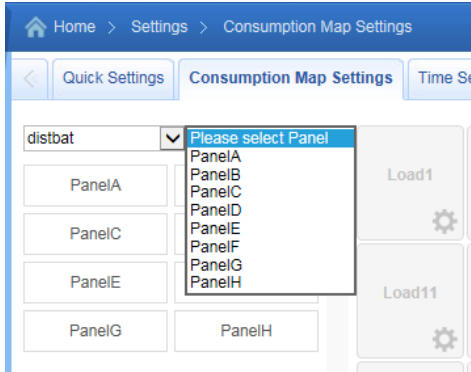 Home > Settings > Consumption Map Settings
Quick Settings
Consumption Map Settings
Time Se
distbat
Please select Panel
PanelA
PanelB
PanelC
PanelD
PanelE
PanelF
PanelG
PanelH
PanelA
PanelC
PanelE
PanelG
PanelH
Load1
Load11